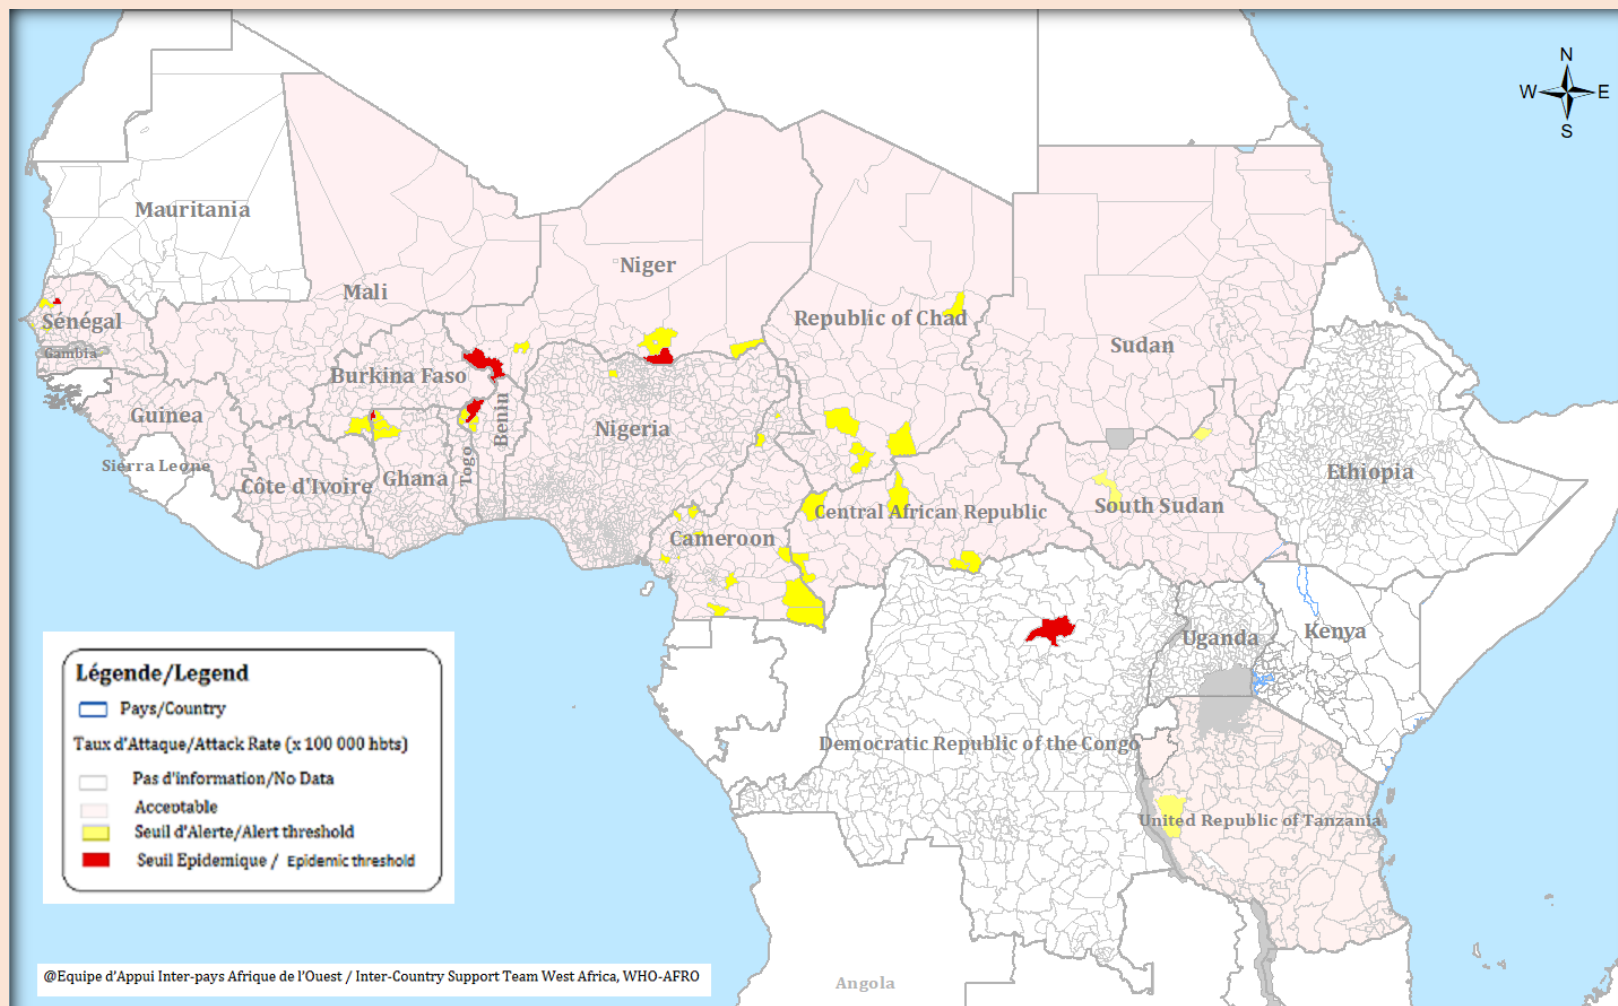 N
W
E
S
Mauritania
Niger
Mali
Republic of Chad
Sénégal
Sudan
Gambia
Burkina Faso
Guinea
Benin
Nigeria
Sierra Leone
Togo
Ghana
Côte d'Ivoire
Ethiopia
Central African Republic
South Sudan
Cameroon
Uganda
Kenya
Democratic Republic of the Congo
United Republic of Tanzania
Angola
Légende/Legend
Pays/Country
Taux d'Attaque/Attack Rate (x 100 000 hbts)
Pas d'information/No Data
Acceptable
Seuil d'Alerte/Alert threshold
Seuil Epidemique / Epidemic threshold
@Equipe d'Appui Inter-pays Afrique de l'Ouest / Inter-Country Support Team West Africa, WHO-AFRO